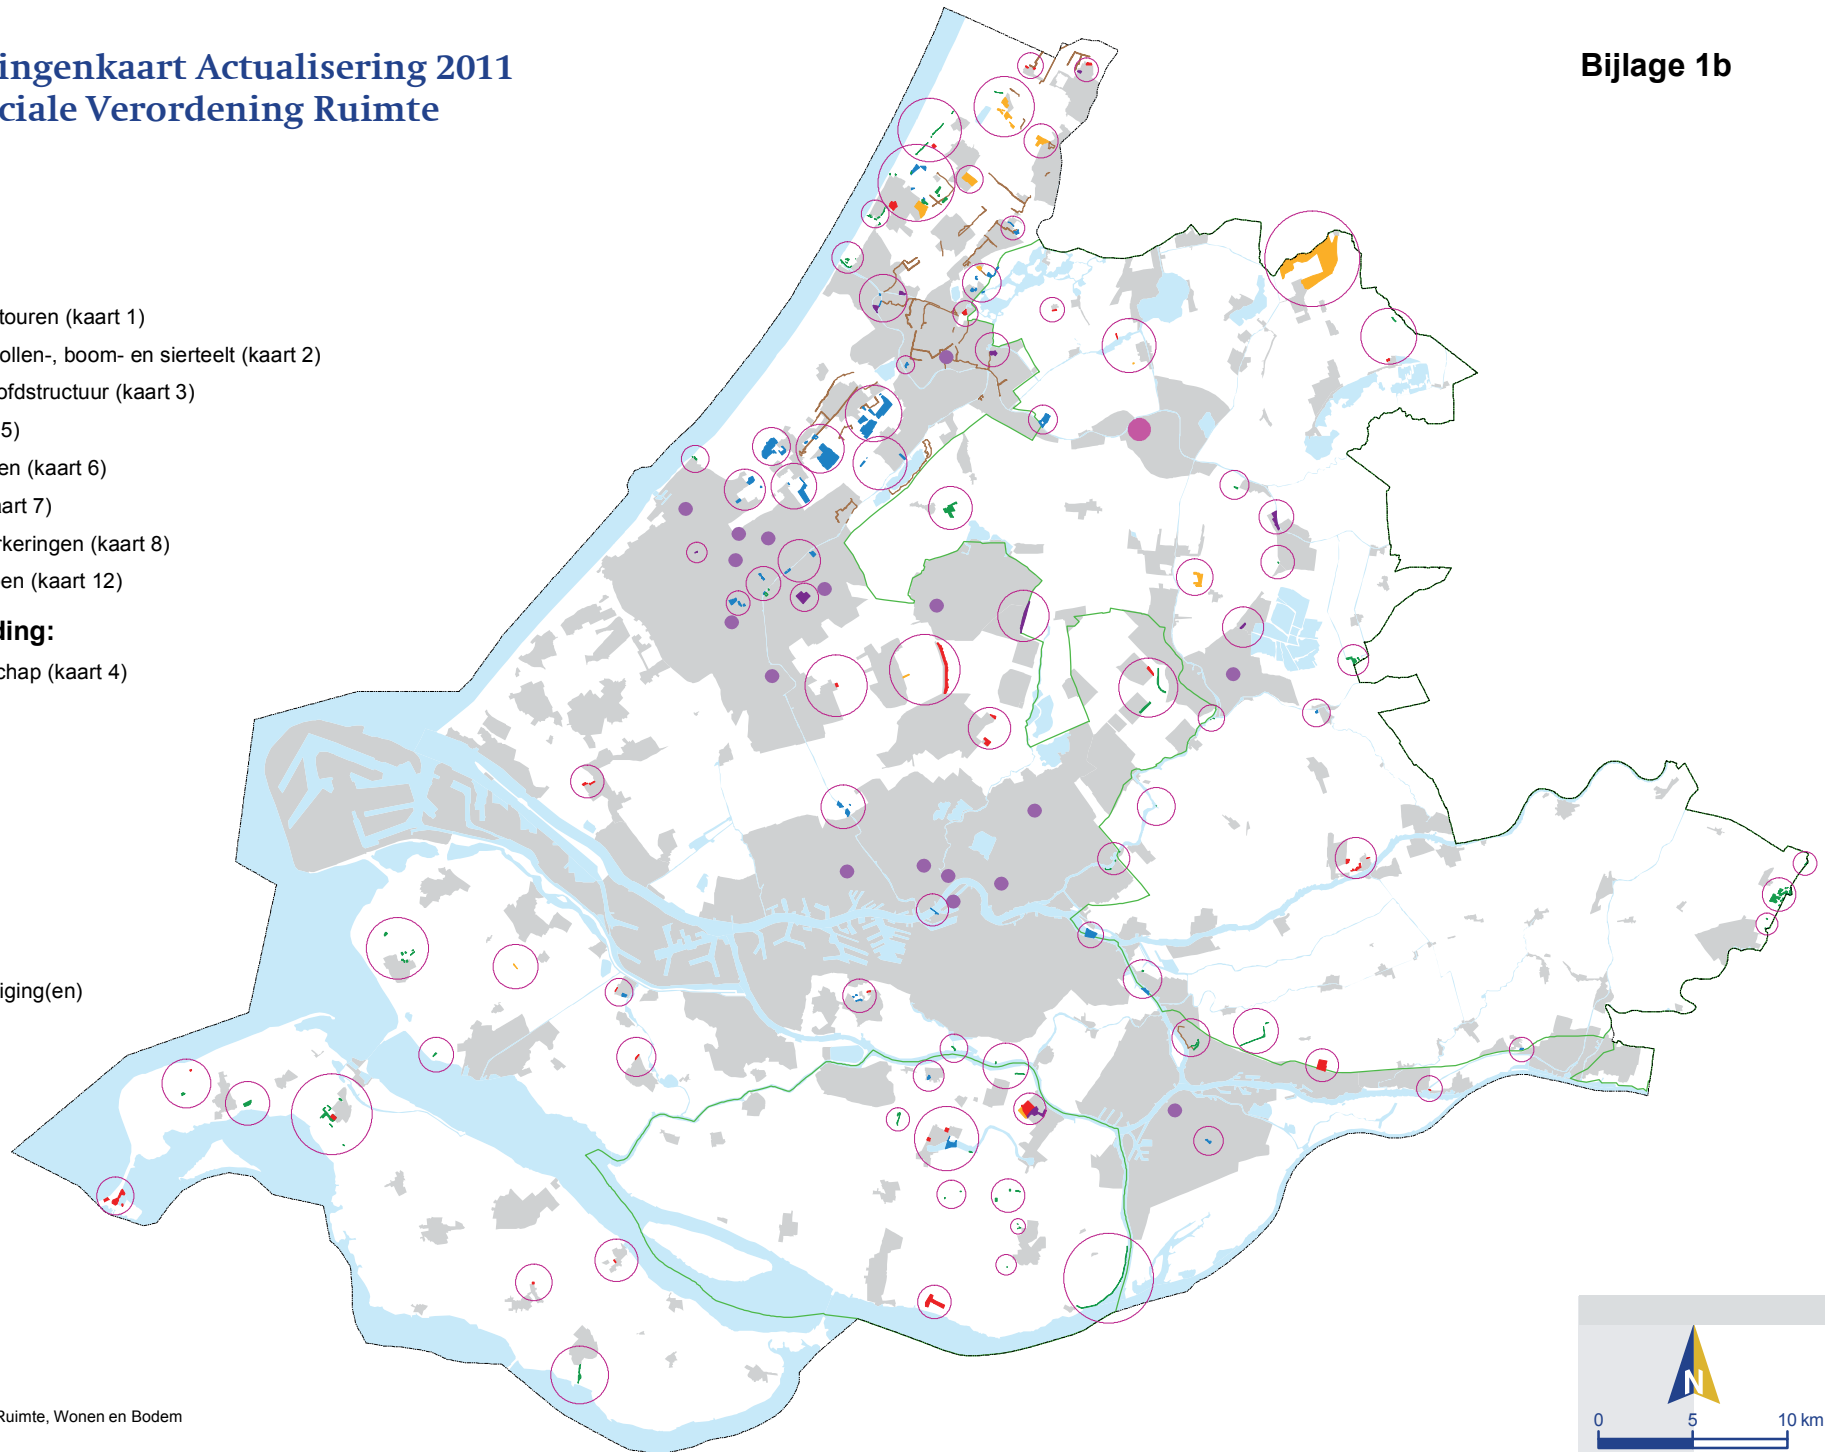 ingenkaart Actualisering 2011
ciale Verordening Ruimte
Bijlage 1b
touren (kaart 1)
ollen-, boom- en sierteelt (kaart 2)
ofdstructuur (kaart 3)
5)
en (kaart 6)
aart 7)
rkeringen (kaart 8)
en (kaart 12)
ding:
chap (kaart 4)
iging(en)
Ruimte, Wonen en Bodem
N
0 5 10 km